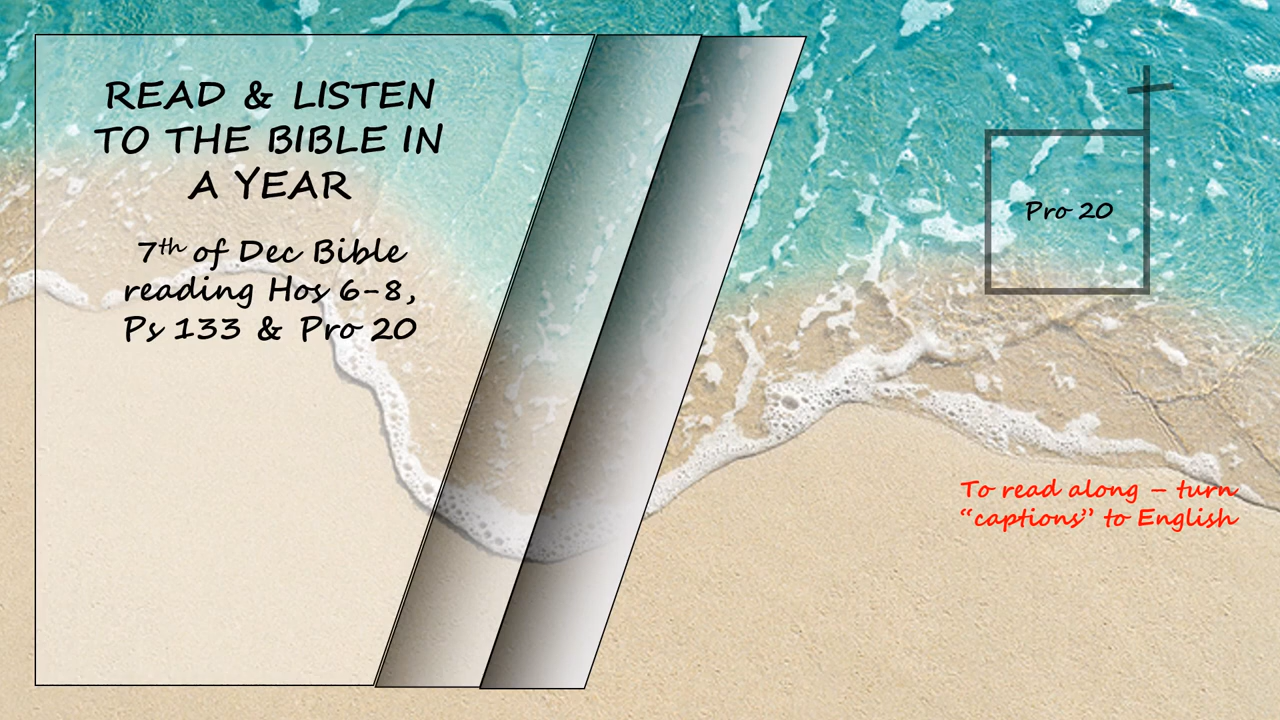 READ & LISTEN
TO THE BIBLE IN
A YEAR
7th of Dec Bible
reading Hos 6-8,
Ps 133 & Pro 20
Pro 20
To read along – turn
“captions” to English